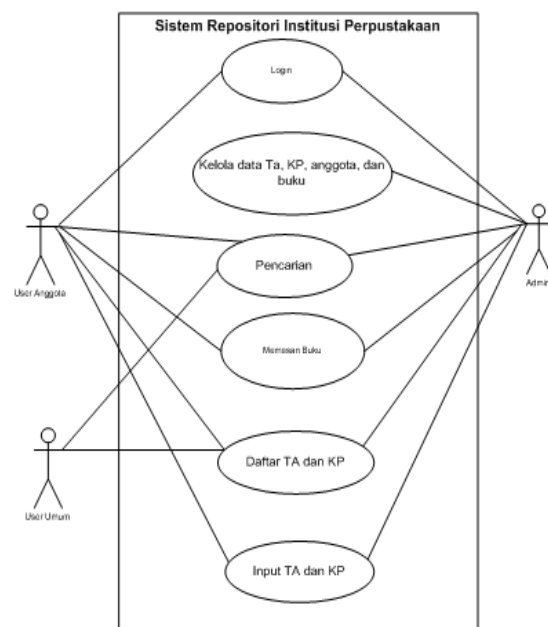 Sistem Repositori Institusi Perpustakaan
Login
Kelola data Ta, KP, anggota, dan
buku
User Anggota
Pencarian
Admin
Memesan Buku
User Umum
Daftar TA dan KP
Input TA dan KP